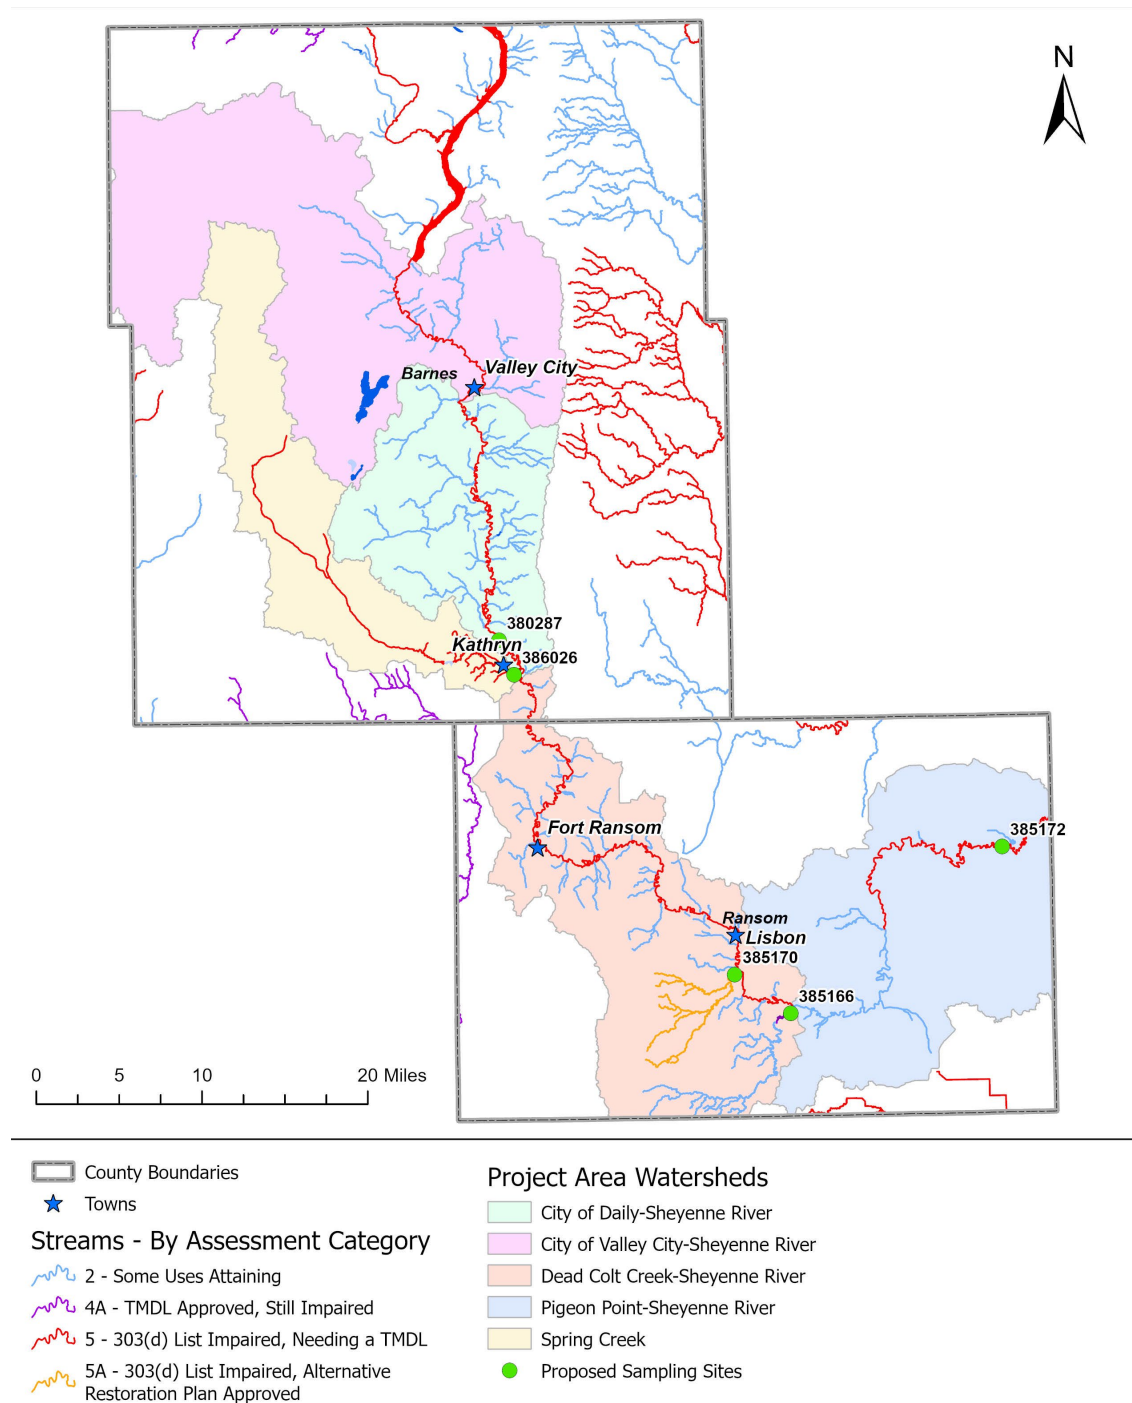 N
Valley City
Barnes
380287
Kathryn
386026
Fort Ransom
385172
Ransom
Lisbon
385170
385166
0 5 10 20 Miles
County Boundaries
Towns
Streams - By Assessment Category
2 - Some Uses Attaining
4A - TMDL Approved, Still Impaired
5 - 303(d) List Impaired, Needing a TMDL
5A - 303(d) List Impaired, Alternative
Restoration Plan Approved
Project Area Watersheds
City of Daily-Sheyenne River
City of Valley City-Sheyenne River
Dead Colt Creek-Sheyenne River
Pigeon Point-Sheyenne River
Spring Creek
Proposed Sampling Sites